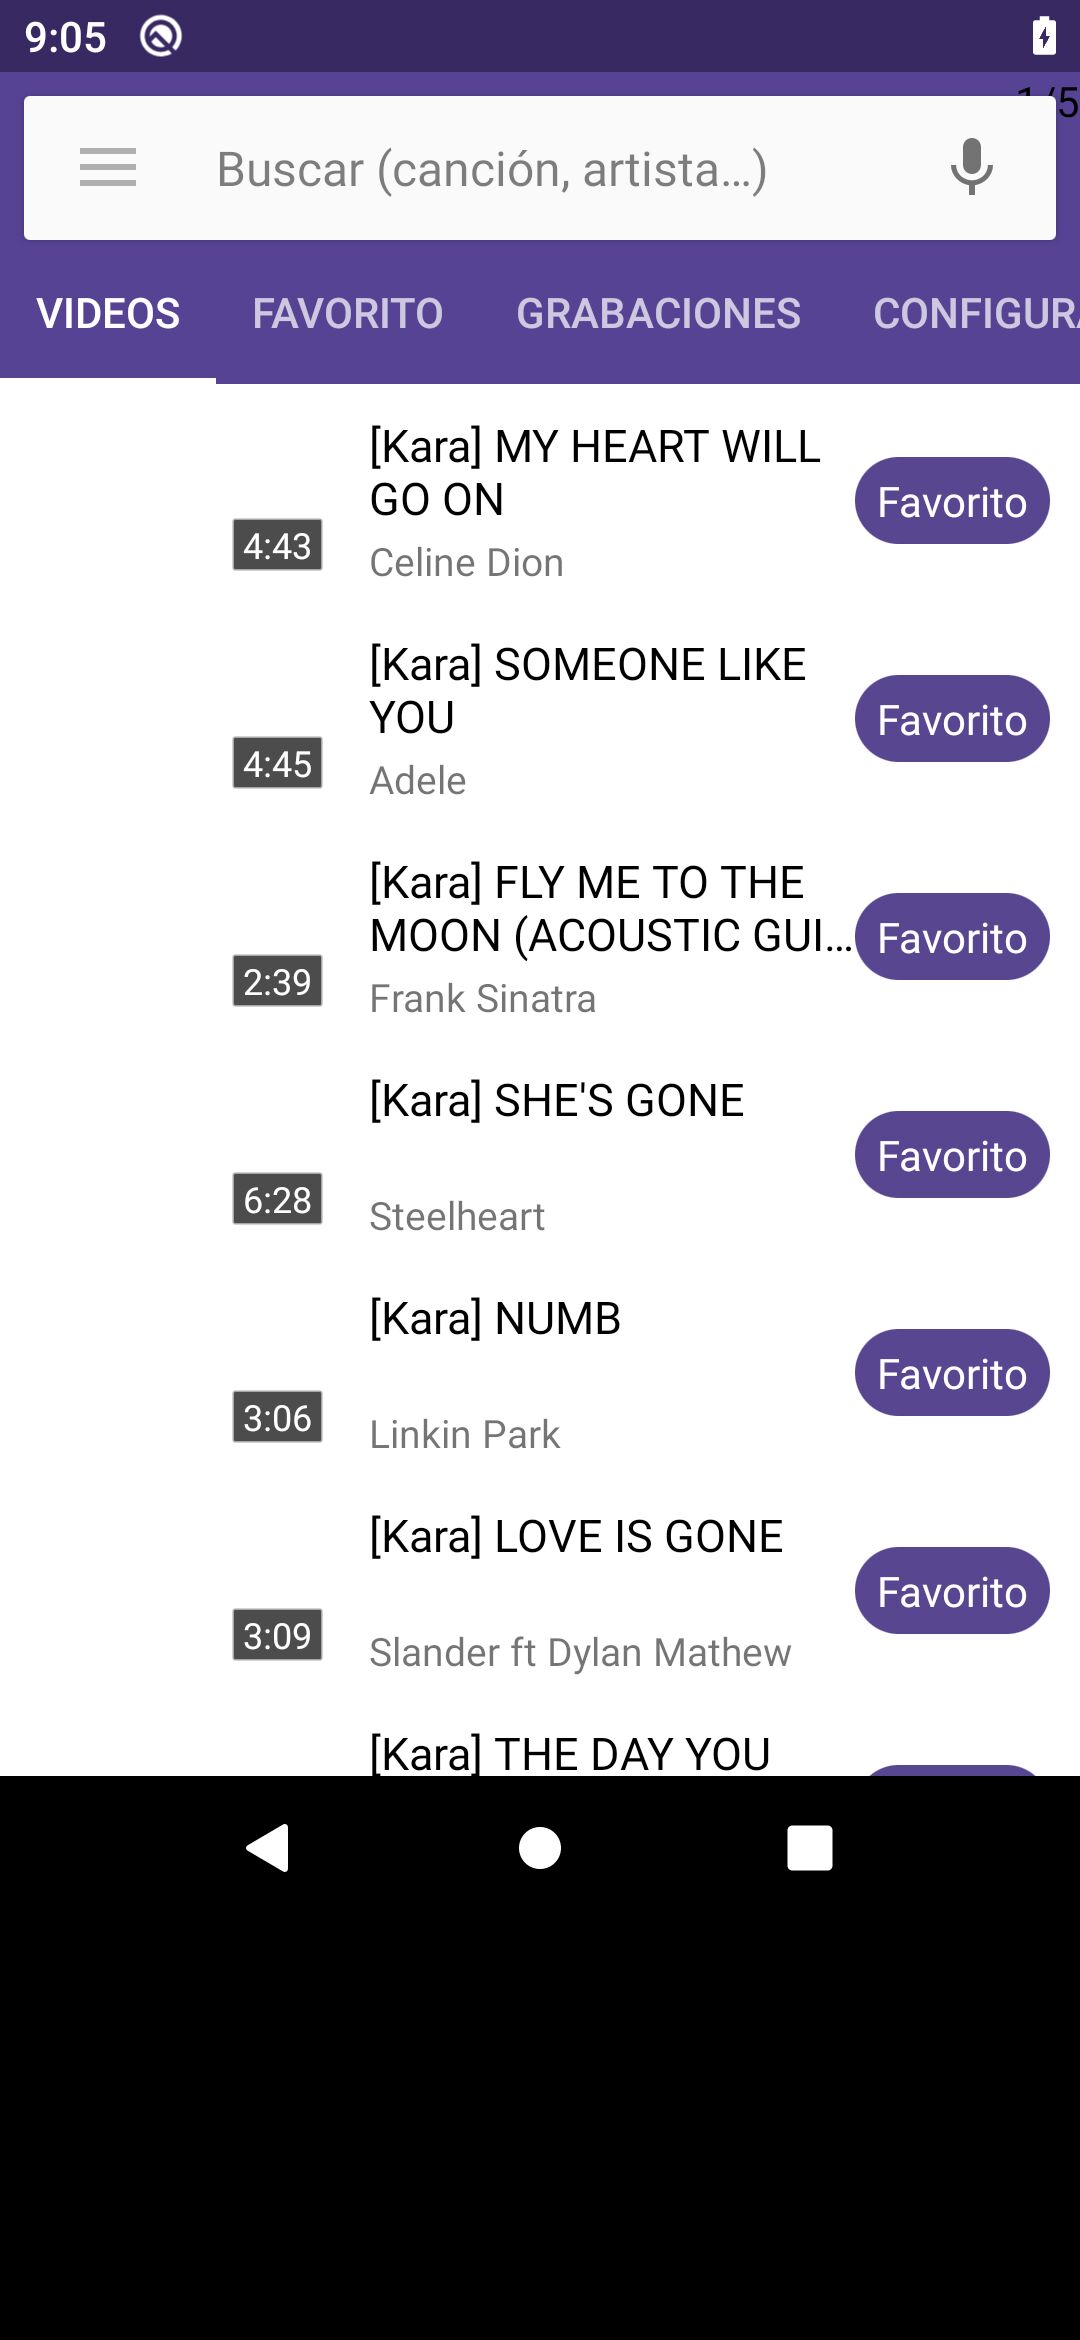 9:05
1/5
Buscar (canción, artista...)
VIDEOS FAVORITO GRABACIONES CONFIGURA
[Kara] MY HEART WILL
GO ON
Favorito
4:43
Celine Dion
[Kara] SOMEONE LIKE
YOU
Favorito
4:45
Adele
[Kara] FLY ME TO THE
MOON (ACOUSTIC GUI...
Favorito
2:39
Frank Sinatra
[Kara] SHE'S GONE
Favorito
6:28
Steelheart
[Kara] NUMB
Favorito
3:06
Linkin Park
[Kara] LOVE IS GONE
Favorito
3:09
Slander ft Dylan Mathew
[Kara] THE DAY YOU